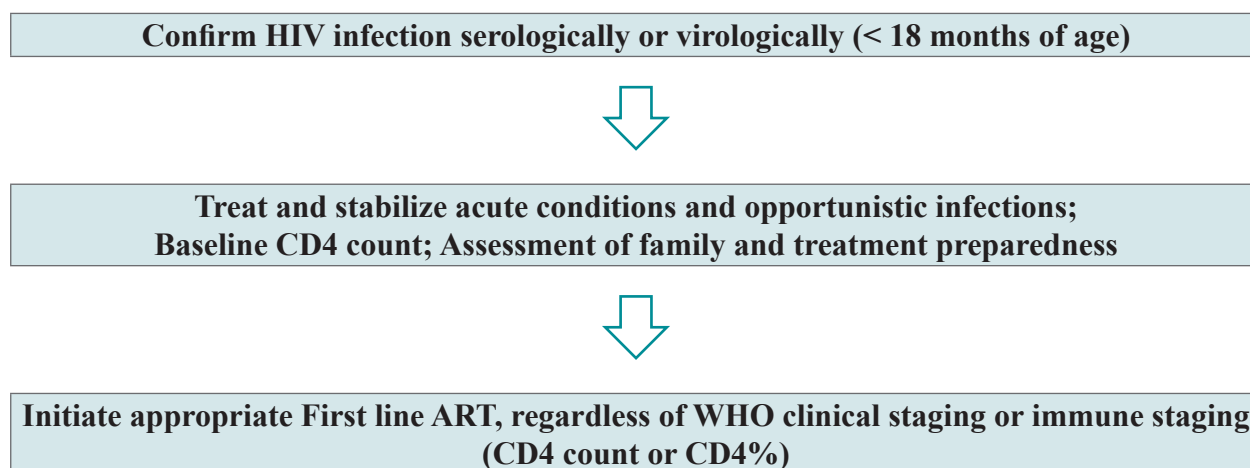 Confirm HIV infection serologically or virologically (< 18 months of age)
Treat and stabilize acute conditions and opportunistic infections;
Baseline CD4 count; Assessment of family and treatment preparedness
Initiate appropriate First line ART, regardless of WHO clinical staging or immune staging
(CD4 count or CD4%)